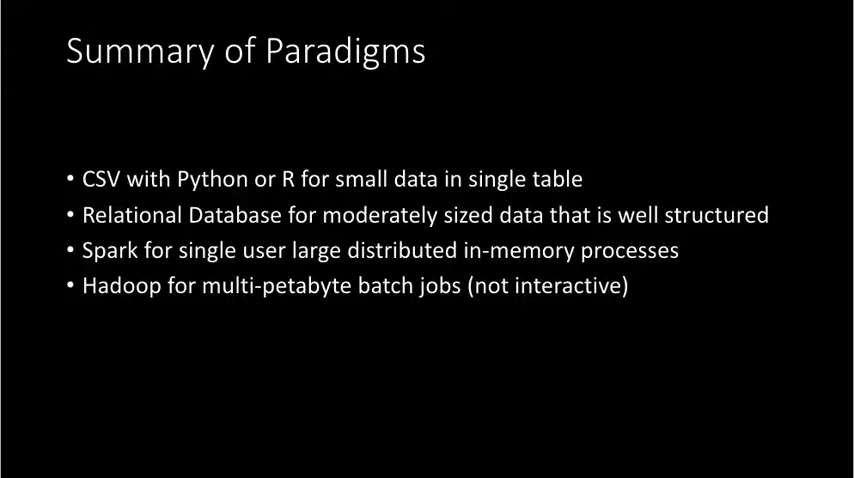 Summary of Paradigms
• CSV with Python or R for small data in single table
• Relational Database for moderately sized data that is well structured
• Spark for single user large distributed in-memory processes
• Hadoop for multi-petabyte batch jobs (not interactive)